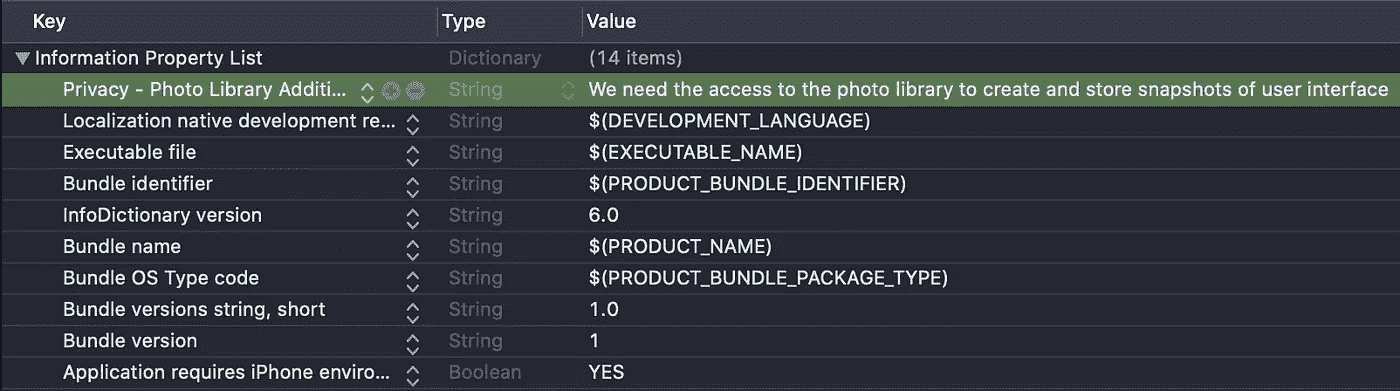 Key Type Value
Information Property List Dictionary (14 items)
Privacy - Photo Library Additi... String We need the access to the photo library to create and store snapshots of user interface
Localization native development re... String $(DEVELOPMENT_LANGUAGE)
Executable file String $(EXECUTABLE_NAME)
Bundle identifier String $(PRODUCT_BUNDLE_IDENTIFIER)
InfoDictionary version String 6.0
Bundle name String $(PRODUCT_NAME)
Bundle OS Type code String $(PRODUCT_BUNDLE_PACKAGE_TYPE)
Bundle versions string, short String 1.0
Bundle version String 1
Application requires iPhone enviro... Boolean YES